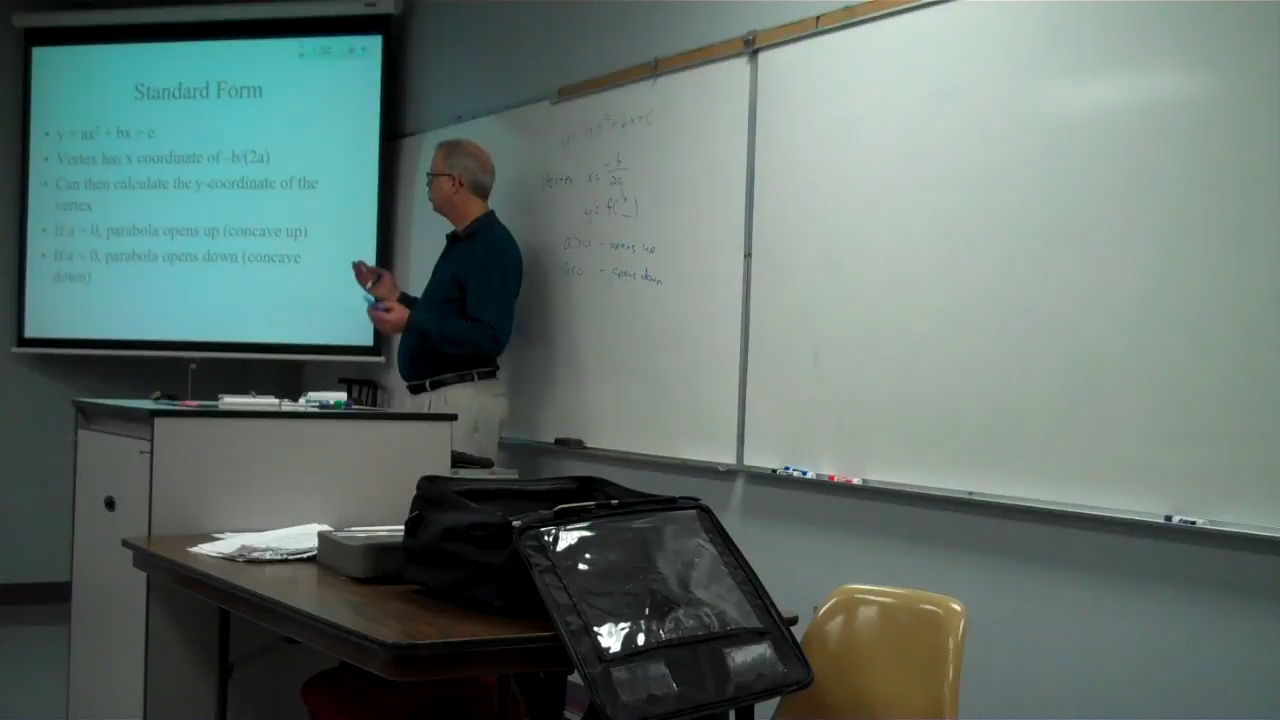 Standard Form
• y = ax² + bx + c
• Vertex has x coordinate of –b/(2a)
• Can then calculate the y-coordinate of the
vertex
• If a > 0, parabola opens up (concave up)
• If a < 0, parabola opens down (concave
down)
y = ax² + bx + c
Vertex x = -b/2a
y = f(_)
a>0 - opens up
a<0 - opens down